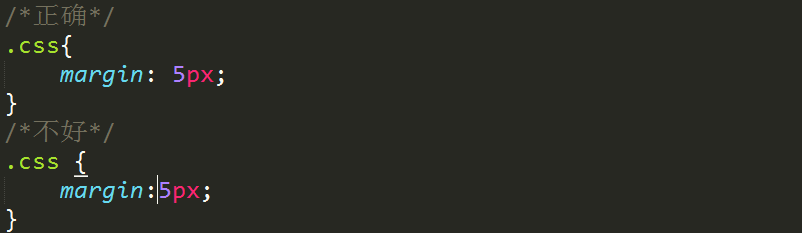 /*正确*/
.css{
    margin: 5px;
}
/*不好*/
.css {
    margin:5px;
}